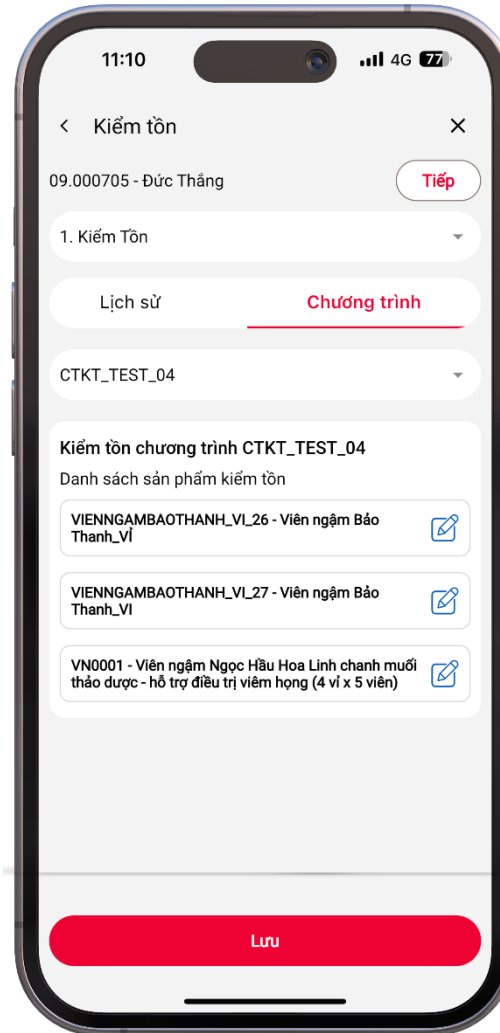 11:10
4G 77
Kiểm tồn
09.000705 - Đức Thắng
Tiếp
1. Kiểm Tồn
Lịch sử
Chương trình
CTKT_TEST_04
Kiểm tồn chương trình CTKT_TEST_04
Danh sách sản phẩm kiểm tồn
VIENNGAMBAOTHANH_VI_26 - Viên ngậm Bảo
Thanh_VỈ
VIENNGAMBAOTHANH_VI_27 - Viên ngậm Bảo
Thanh_VI
VN0001 - Viên ngậm Ngọc Hầu Hoa Linh chanh muối
thảo dược - hỗ trợ điều trị viêm họng (4 vỉ x 5 viên)
Lưu